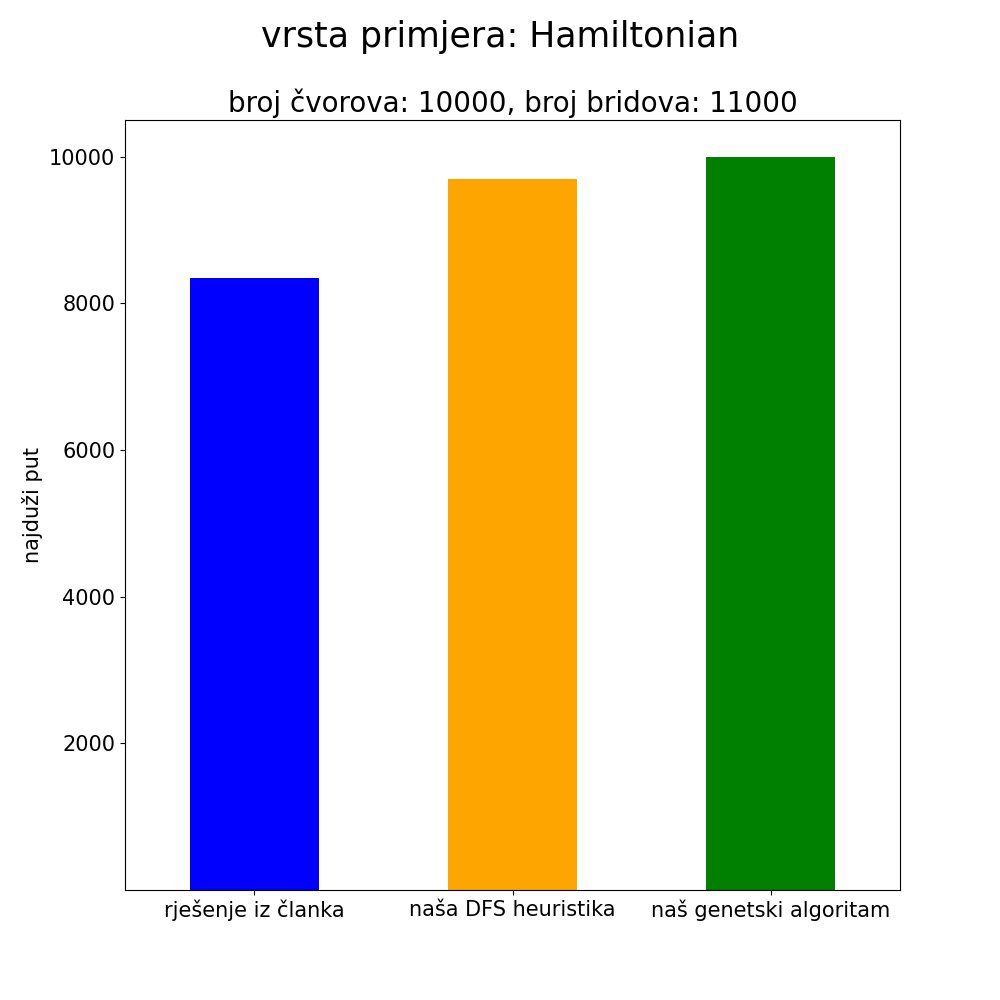 vrsta primjera: Hamiltonian
broj čvorova: 10000, broj bridova: 11000
10000
8000
6000
4000
2000
najduži put
rješenje iz članka
naša DFS heuristika
naš genetski algoritam